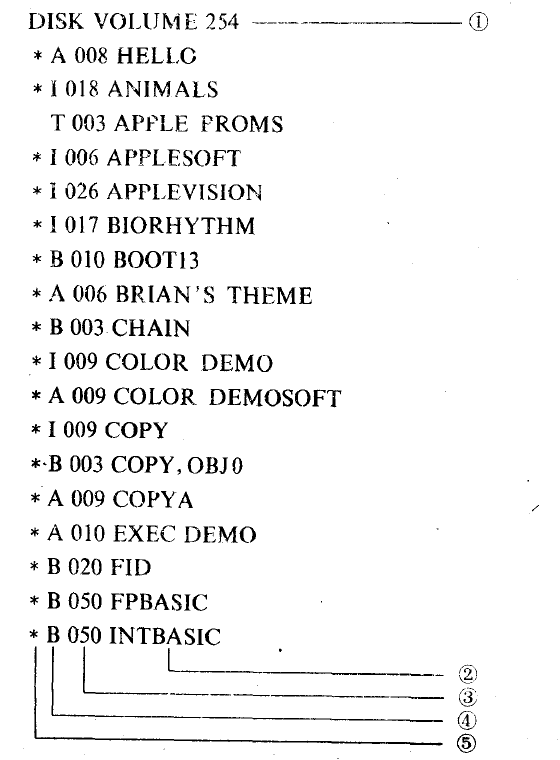 DISK VOLUME 254 ①
* A 008 HELLO
* I 018 ANIMALS
T 003 APPLE PROMS
* I 006 APPLESOFT
* I 026 APPLEVISION
* I 017 BIORHYTHM
* B 010 BOOT13
* A 006 BRIAN'S THEME
* B 003 CHAIN
* I 009 COLOR DEMO
* A 009 COLOR DEMOSOFT
* I 009 COPY
* B 003 COPY,OBJ0
* A 009 COPYA
* A 010 EXEC DEMO
* B 020 FID
* B 050 FPBASIC
* B 050 INTBASIC
②
③
④
⑤